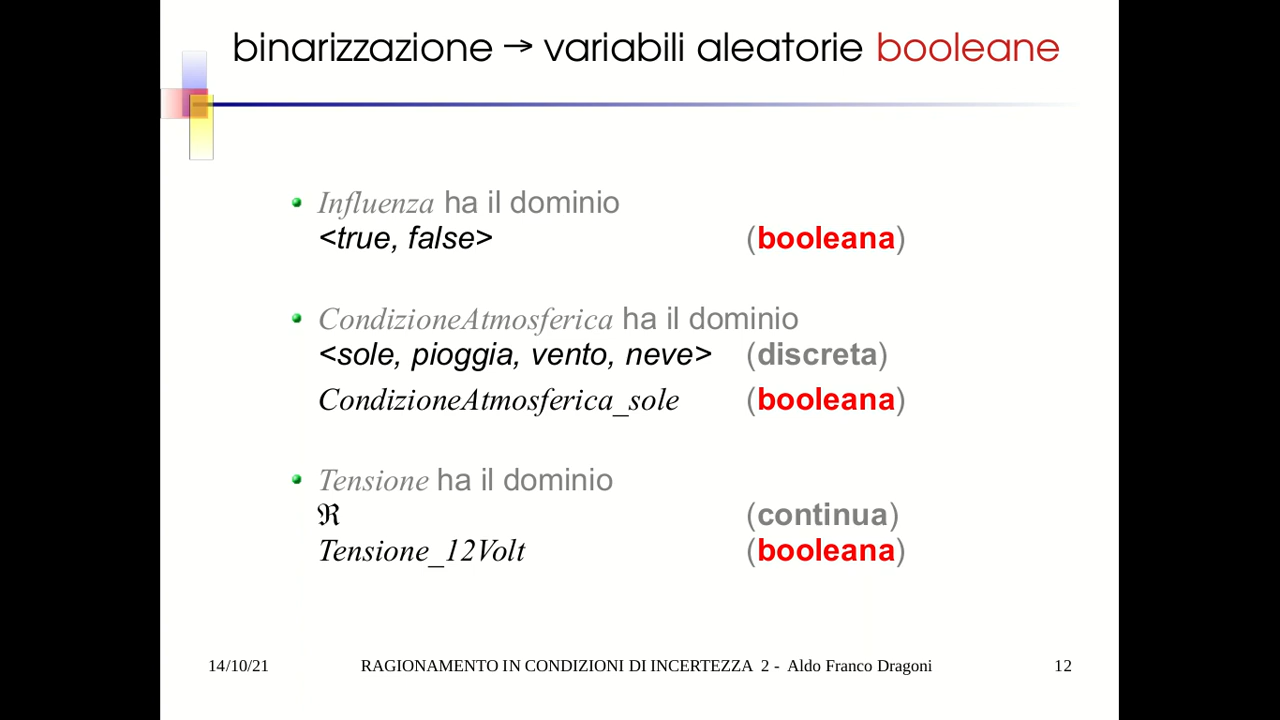 binarizzazione → variabili aleatorie booleane
Influenza ha il dominio
<true, false> (booleana)
CondizioneAtmosferica ha il dominio
<sole, pioggia, vento, neve> (discreta)
CondizioneAtmosferica_sole (booleana)
Tensione ha il dominio
ℜ (continua)
Tensione_12Volt (booleana)
14/10/21 RAGIONAMENTO IN CONDIZIONI DI INCERTEZZA 2 - Aldo Franco Dragoni 12